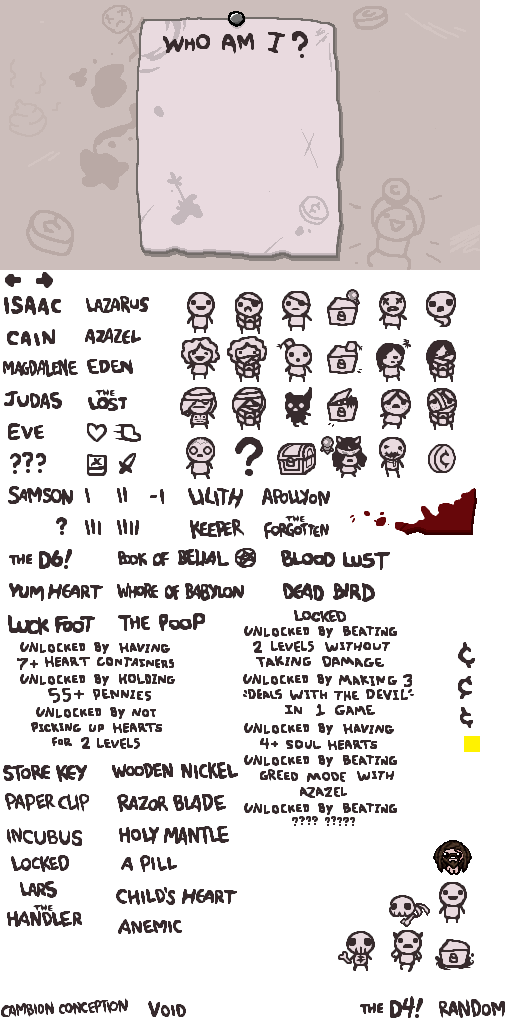 WHO AM I?
ISAAC LAZARUS
CAIN AZAZEL
MAGDALENE EDEN
JUDAS THE LOST
EVE
??? ?
SAMSON I II -I LILITH APOLLYON
? III IIII KEEPER THE FORGOTTEN
THE D6! BOOK OF BELIAL BLOOD LUST
YUM HEART WHORE OF BABYLON DEAD BIRD
LUCK FOOT THE POOP
UNLOCKED BY HAVING
7+ HEART CONTAINERS
UNLOCKED BY HOLDING
55+ PENNIES
UNLOCKED BY NOT
PICKING UP HEARTS
FOR 2 LEVELS
LOCKED
UNLOCKED BY BEATING
2 LEVELS WITHOUT
TAKING DAMAGE
UNLOCKED BY MAKING 3
"DEALS WITH THE DEVIL"
IN 1 GAME
UNLOCKED BY HAVING
4+ SOUL HEARTS
UNLOCKED BY BEATING
GREED MODE WITH
AZAZEL
UNLOCKED BY BEATING
???? ?????
¢
¢
¢
STORE KEY WOODEN NICKEL
PAPER CLIP RAZOR BLADE
INCUBUS HOLY MANTLE
LOCKED A PILL
LARS CHILD'S HEART
THE HANDLER ANEMIC
CAMBION CONCEPTION VOID THE D4! RANDOM